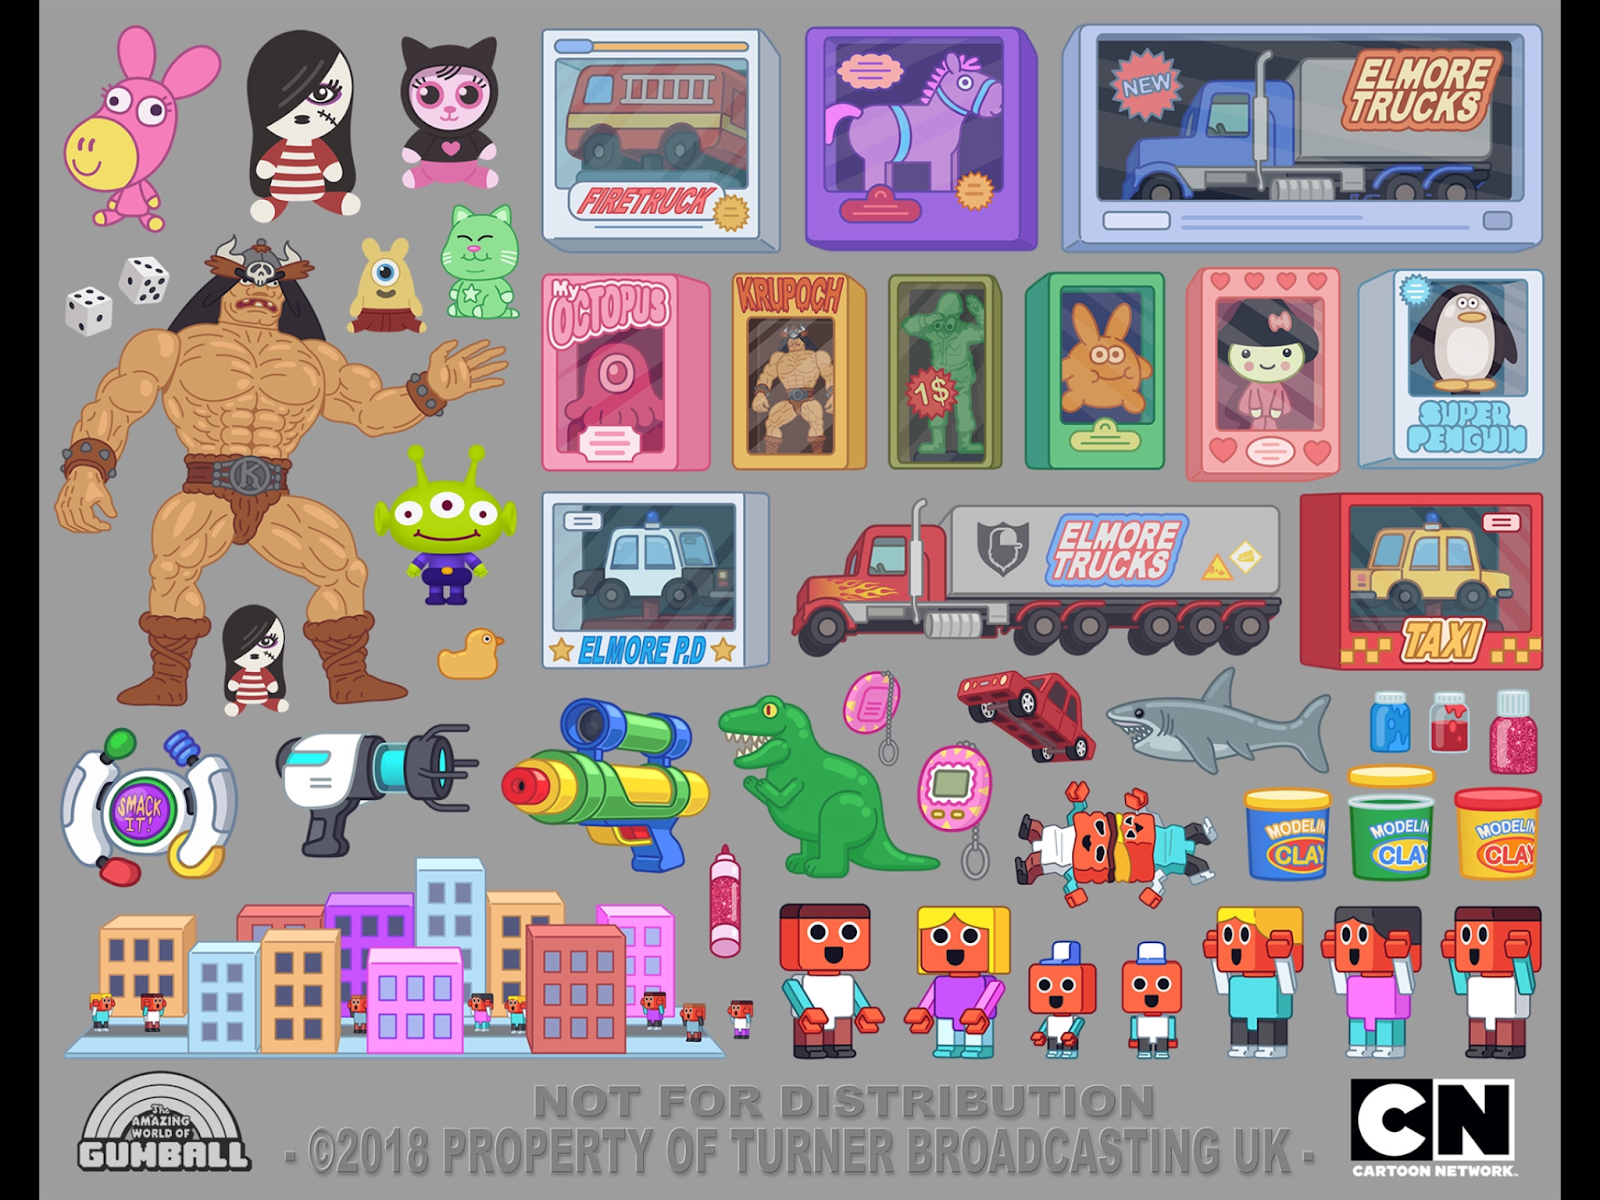 FIRETRUCK
NEW
ELMORE
TRUCKS
My
OCTOPUS
KRUPOCH
1$
SUPER
PENGUIN
K
ELMORE P.D
ELMORE
TRUCKS
TAXI
SMACK
IT!
MODELIN
CLAY
MODELIN
CLAY
MODELIN
CLAY
The
AMAZING
WORLD OF
GUMBALL
NOT FOR DISTRIBUTION
- ©2018 PROPERTY OF TURNER BROADCASTING UK -
CN
CARTOON NETWORK™